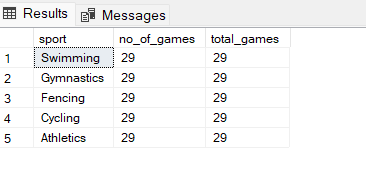 Results Messages
sport no_of_games total_games
1 Swimming 29 29
2 Gymnastics 29 29
3 Fencing 29 29
4 Cycling 29 29
5 Athletics 29 29